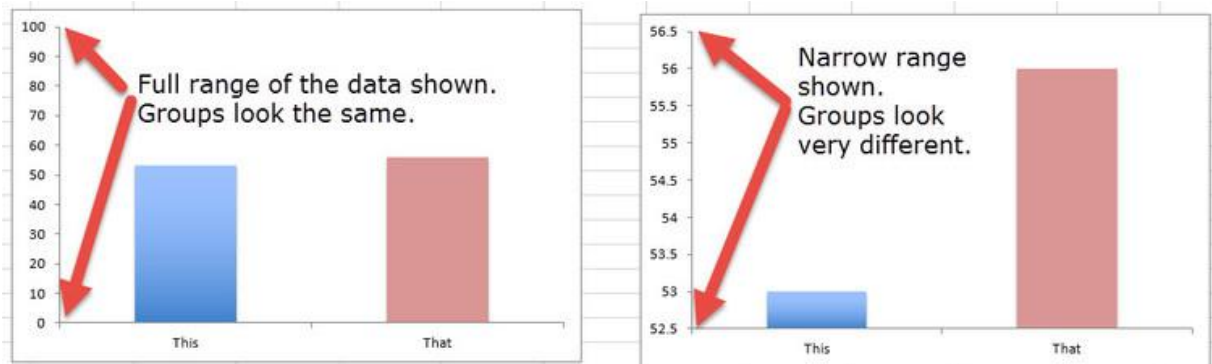 100
90
80
70
60
50
40
30
20
10
0
Full range of the data shown.
Groups look the same.
This
That
56.5
56
55.5
55
54.5
54
53.5
53
52.5
Narrow range
shown.
Groups look
very different.
This
That